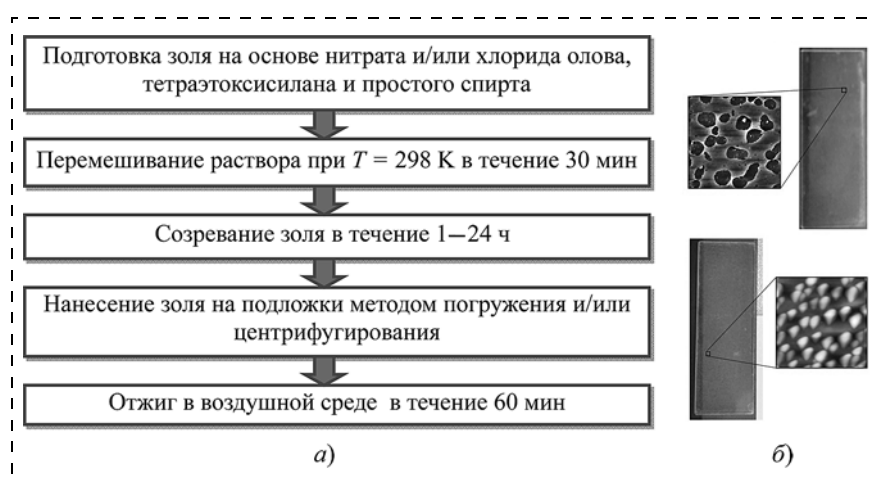 Подготовка золя на основе нитрата и/или хлорида олова,
тетраэтоксисилана и простого спирта
Перемешивание раствора при T = 298 K в течение 30 мин
Созревание золя в течение 1—24 ч
Нанесение золя на подложки методом погружения и/или
центрифугирования
Отжиг в воздушной среде в течение 60 мин
а)
б)